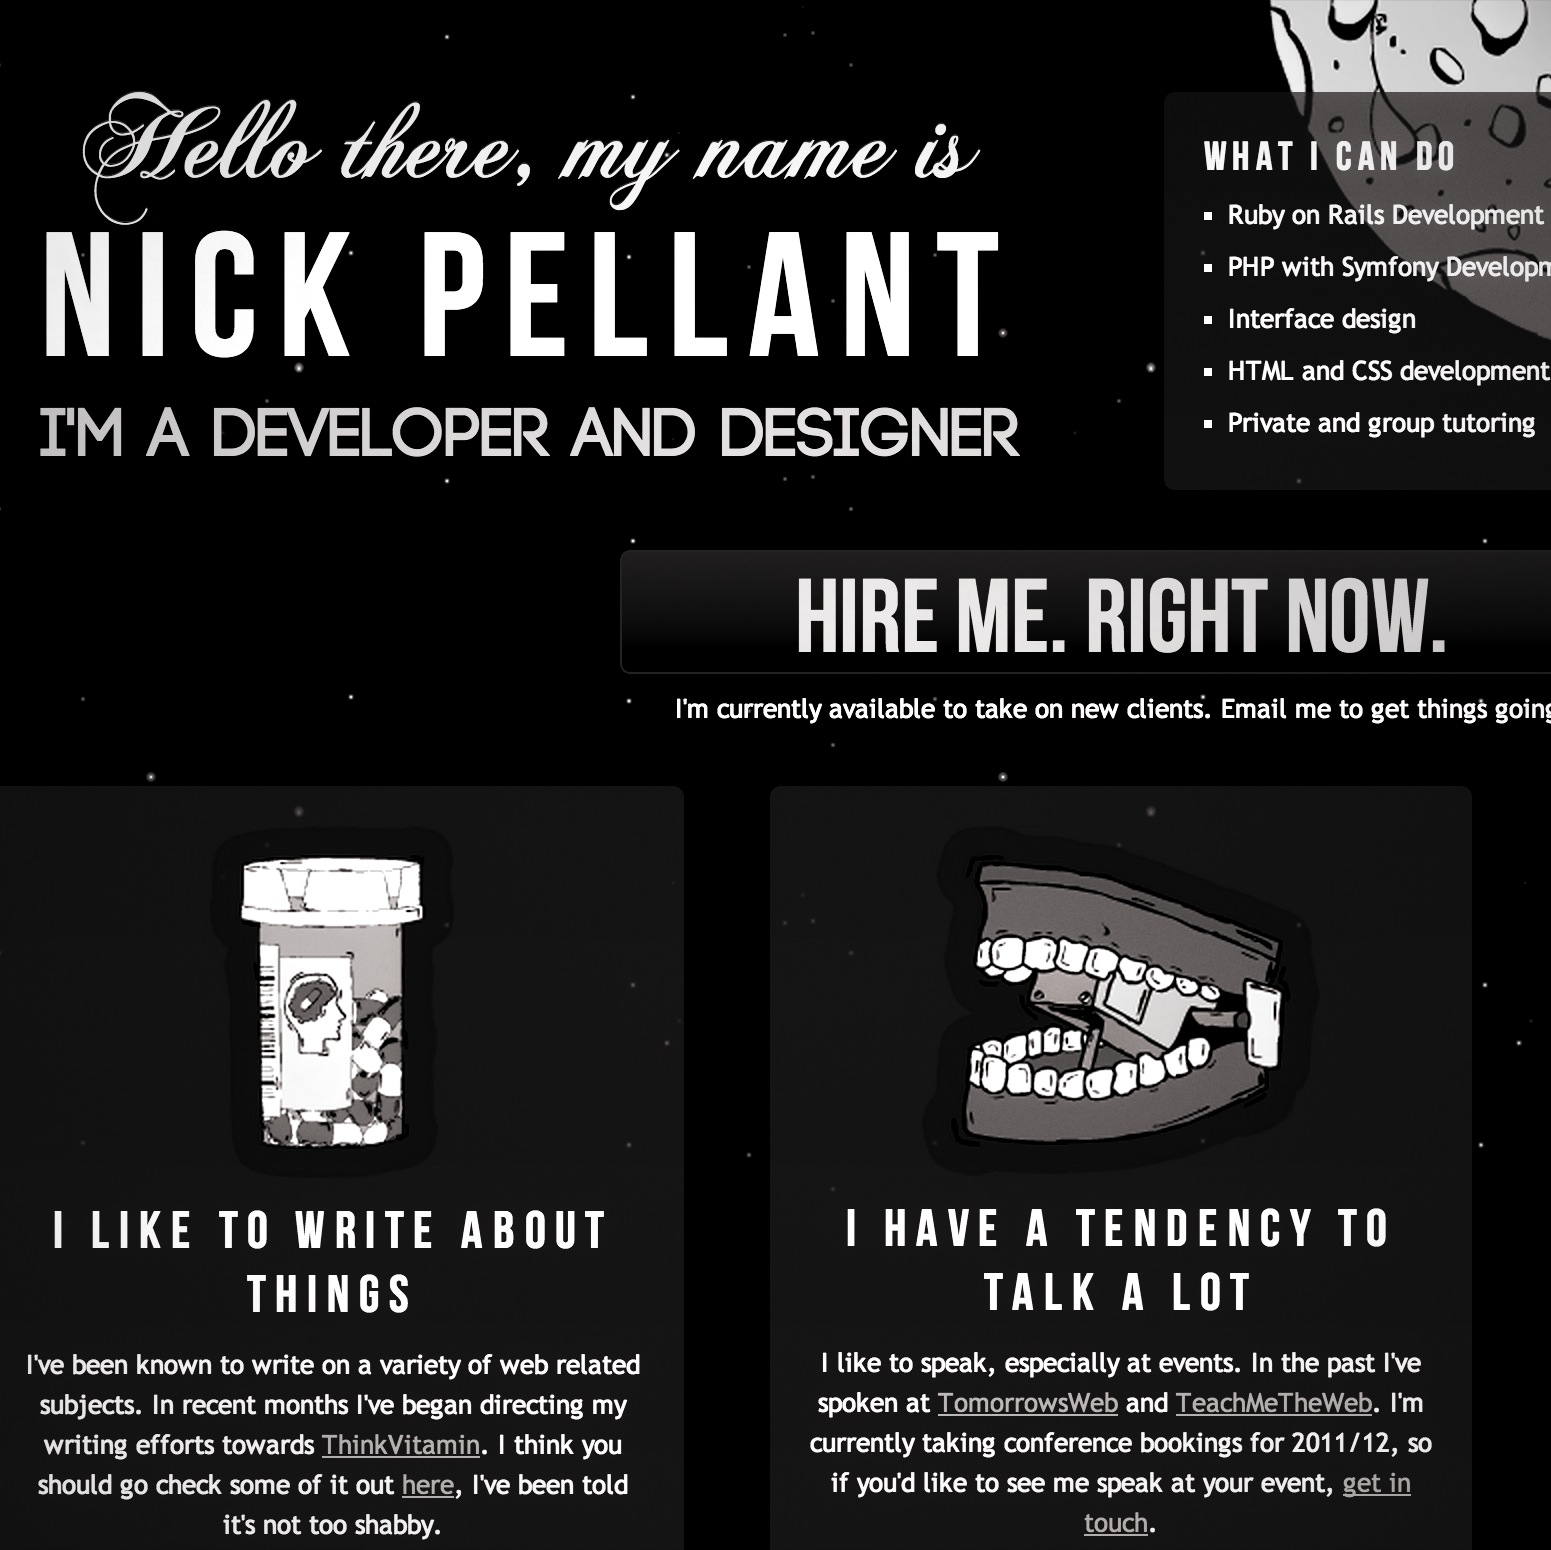 Hello there, my name is
NICK PELLANT
I'M A DEVELOPER AND DESIGNER
WHAT I CAN DO
Ruby on Rails Development
PHP with Symfony
Interface design
HTML and CSS development
Private and group tutoring
HIRE ME. RIGHT NOW.
I'm currently available to take on new clients. Email me to get things going
I LIKE TO WRITE ABOUT
THINGS
I've been known to write on a variety of web related
subjects. In recent months I've began directing my
writing efforts towards ThinkVitamin. I think you
should go check some of it out here, I've been told
it's not too shabby.
I HAVE A TENDENCY TO
TALK A LOT
I like to speak, especially at events. In the past I've
spoken at TomorrowsWeb and TeachMeTheWeb. I'm
currently taking conference bookings for 2011/12, so
if you'd like to see me speak at your event, get in
touch.